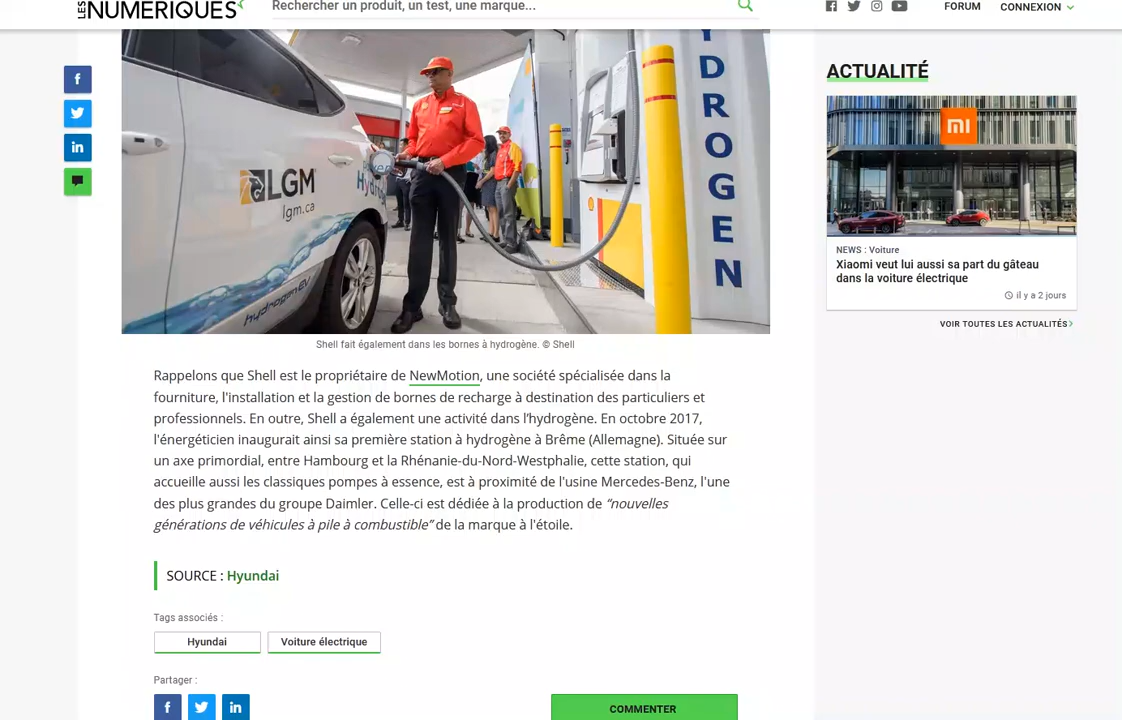 LES NUMERIQUES
Rechercher un produit, un test, une marque...
FORUM
CONNEXION
LGM
lgm.ca
hydrogen EV
HYDROGEN
Shell fait également dans les bornes à hydrogène. © Shell
Rappelons que Shell est le propriétaire de NewMotion, une société spécialisée dans la
fourniture, l'installation et la gestion de bornes de recharge à destination des particuliers et
professionnels. En outre, Shell a également une activité dans l’hydrogène. En octobre 2017,
l'énergéticien inaugurait ainsi sa première station à hydrogène à Brême (Allemagne). Située sur
un axe primordial, entre Hambourg et la Rhénanie-du-Nord-Westphalie, cette station, qui
accueille aussi les classiques pompes à essence, est à proximité de l'usine Mercedes-Benz, l'une
des plus grandes du groupe Daimler. Celle-ci est dédiée à la production de “nouvelles
générations de véhicules à pile à combustible” de la marque à l'étoile.
SOURCE : Hyundai
Tags associés :
Hyundai
Voiture électrique
Partager :
COMMENTER
ACTUALITÉ
mi
NEWS : Voiture
Xiaomi veut lui aussi sa part du gâteau
dans la voiture électrique
il y a 2 jours
VOIR TOUTES LES ACTUALITÉS